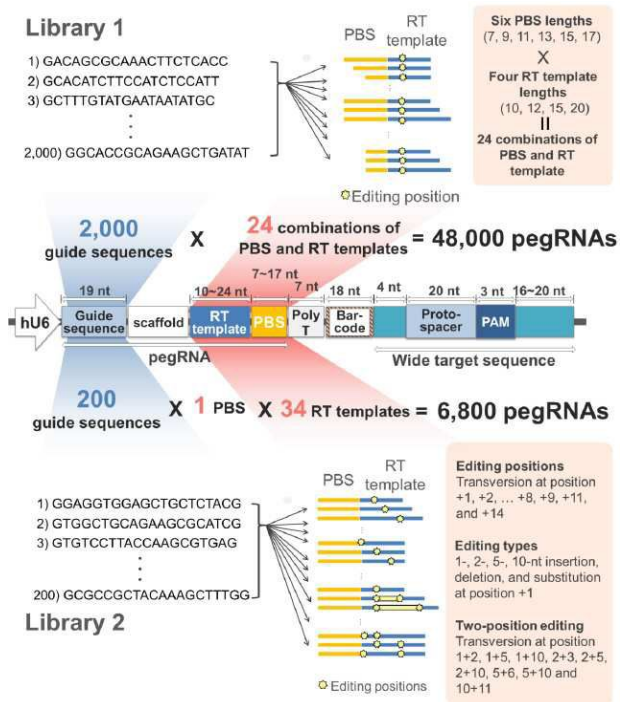 Library 1
1) GACAGCGCAAACTTCTCACC
2) GCACATCTTCCATCTCCATT
3) GCTTTGTATGAATAATATGC
2,000) GGCACCGCAGAAGCTGATAT
PBS
RT
template
Editing position
Six PBS lengths
(7, 9, 11, 13, 15, 17)
X
Four RT template
lengths
(10, 12, 15, 20)
=
24 combinations of
PBS and RT
template
2,000
guide sequences
X
24 combinations of
PBS and RT templates
= 48,000 pegRNAs
19 nt
10~24 nt
7~17 nt
7 nt
18 nt
4 nt
20 nt
3 nt
16~20 nt
hU6
Guide
sequence
scaffold
RT
template
PBS
Poly
T
Bar-
code
Proto-
spacer
PAM
pegRNA
Wide target sequence
200
guide sequences
X 1 PBS X 34 RT templates = 6,800 pegRNAs
1) GGAGGTGGAGCTGCTCTACG
2) GTGGCTGCAGAAGCGCATCG
3) GTGTCCTTACCAAGCGTGAG
200) GCGCCGCTACAAAGCTTTGG
Library 2
PBS
RT
template
Editing positions
Editing positions
Transversion at position
+1, +2, ... +8, +9, +11,
and +14
Editing types
1-, 2-, 5-, 10-nt insertion,
deletion, and substitution
at position +1
Two-position editing
Transversion at position
1+2, 1+5, 1+10, 2+3, 2+5,
2+10, 5+6, 5+10 and
10+11